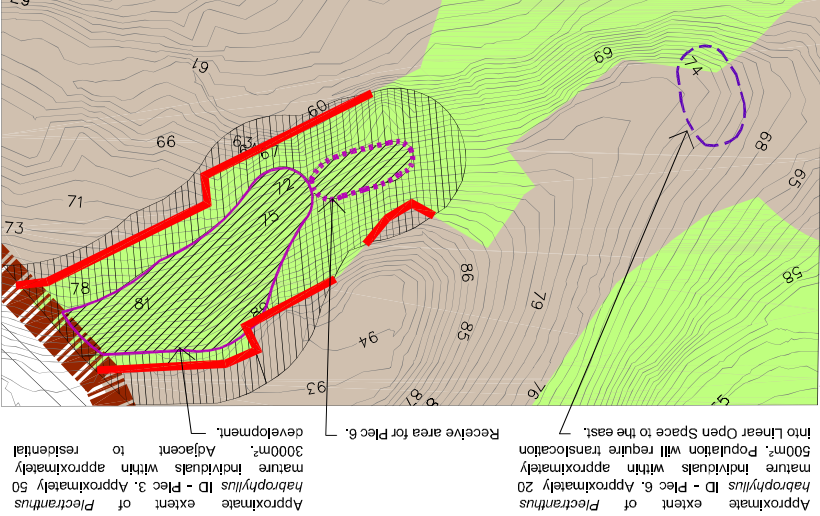 Approximate extent of Plectranthus
habrophyllus ID - Plec 6. Approximately 20
mature individuals within approximately
500m². Population will require translocation
into Linear Open Space to the east.
Receive area for Plec 6.
Approximate extent of Plectranthus
habrophyllus ID - Plec 3. Approximately 50
mature individuals within approximately
3000m². Adjacent to residential
development.
76
87
93
94
85
79
86
58
81
78
75
72
73
71
65
68
66
63
67
60
61
69
74